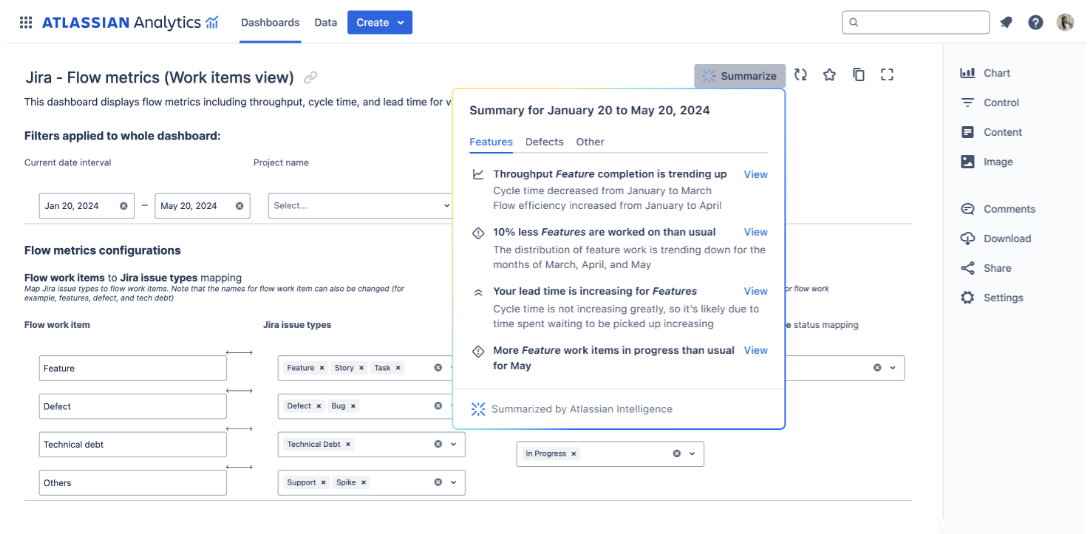 ATLASSIAN Analytics
Dashboards
Data
Create
Jira - Flow metrics (Work items view)
Summarize
This dashboard displays flow metrics including throughput, cycle time, and lead time for v
Filters applied to whole dashboard:
Current date interval
Project name
Jan 20, 2024
–
May 20, 2024
Select...
Flow metrics configurations
Flow work items to Jira issue types mapping
Map Jira issue types to flow work items. Note that the names for flow work item can also be changed (for
example, features, defect, and tech debt)
or flow work
Flow work item
Jira issue types
e status mapping
Feature
Feature × Story × Task ×
Defect
Defect × Bug ×
Technical debt
Technical Debt ×
In Progress ×
Others
Support × Spike ×
Summary for January 20 to May 20, 2024
Features
Defects
Other
Throughput Feature completion is trending up
View
Cycle time decreased from January to March
Flow efficiency increased from January to April
10% less Features are worked on than usual
View
The distribution of feature work is trending down for the
months of March, April, and May
Your lead time is increasing for Features
View
Cycle time is not increasing greatly, so it's likely due to
time spent waiting to be picked up increasing
More Feature work items in progress than usual
View
for May
Summarized by Atlassian Intelligence
Chart
Control
Content
Image
Comments
Download
Share
Settings